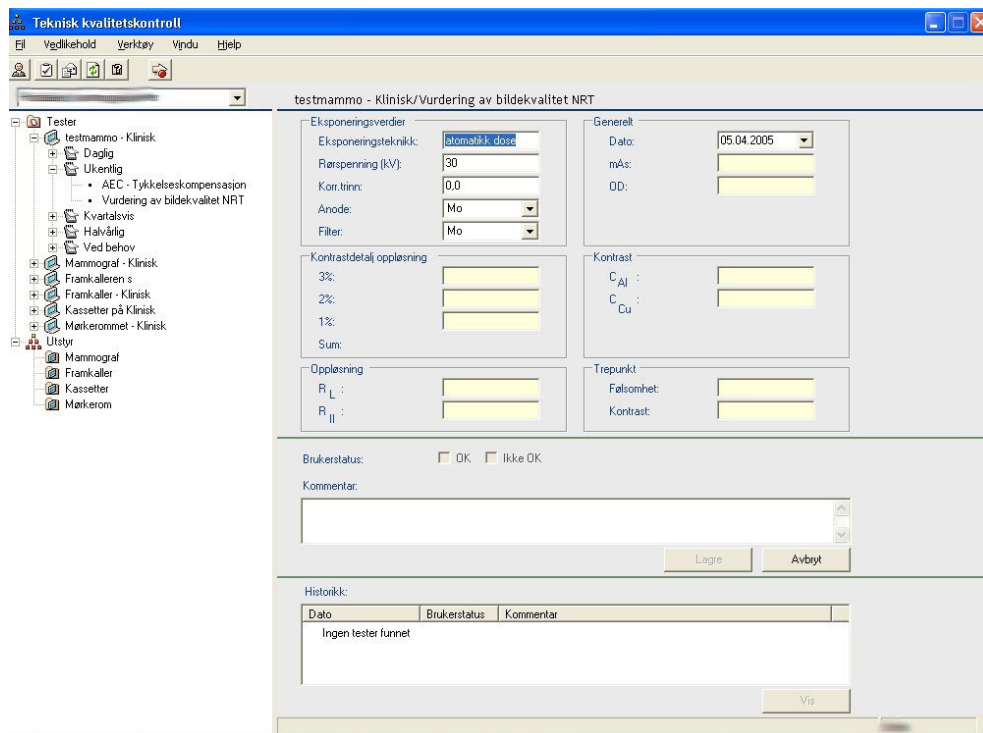 Teknisk kvalitetskontroll
Fil Vedlikehold Verktøy Vindu Hjelp
testmammo - Klinisk/Vurdering av bildekvalitet NRT
Tester
testmammo - Klinisk
Daglig
Ukentlig
AEC - Tykkelseskompensasjon
Vurdering av bildekvalitet NRT
Kvartalsvis
Halvårlig
Ved behov
Mammograf - Klinisk
Framkalleren s
Framkaller - Klinisk
Kassetter på Klinisk
Mørkerommet - Klinisk
Utstyr
Mammograf
Framkaller
Kassetter
Mørkerom
Eksponeringsverdier
Eksponeringsteknikk: atomatikk dose
Rørspenning (kV): 30
Korr.trinn: 0,0
Anode: Mo
Filter: Mo
Generelt
Dato: 05.04.2005
mAs:
OD:
Kontrastdetalj oppløsning
3%:
2%:
1%:
Sum:
Kontrast
C Al :
C Cu :
Oppløsning
R L :
R II :
Trepunkt
Følsomhet:
Kontrast:
Brukerstatus: OK Ikke OK
Kommentar:
Lagre Avbryt
Historikk:
Dato Brukerstatus Kommentar
Ingen tester funnet
Vis